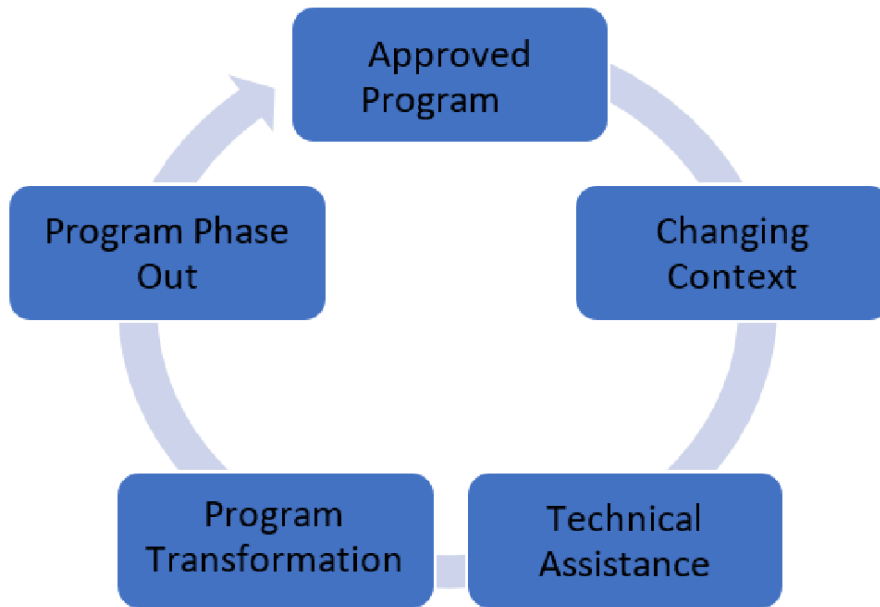 Approved
Program
Changing
Context
Technical
Assistance
Program
Transformation
Program Phase
Out